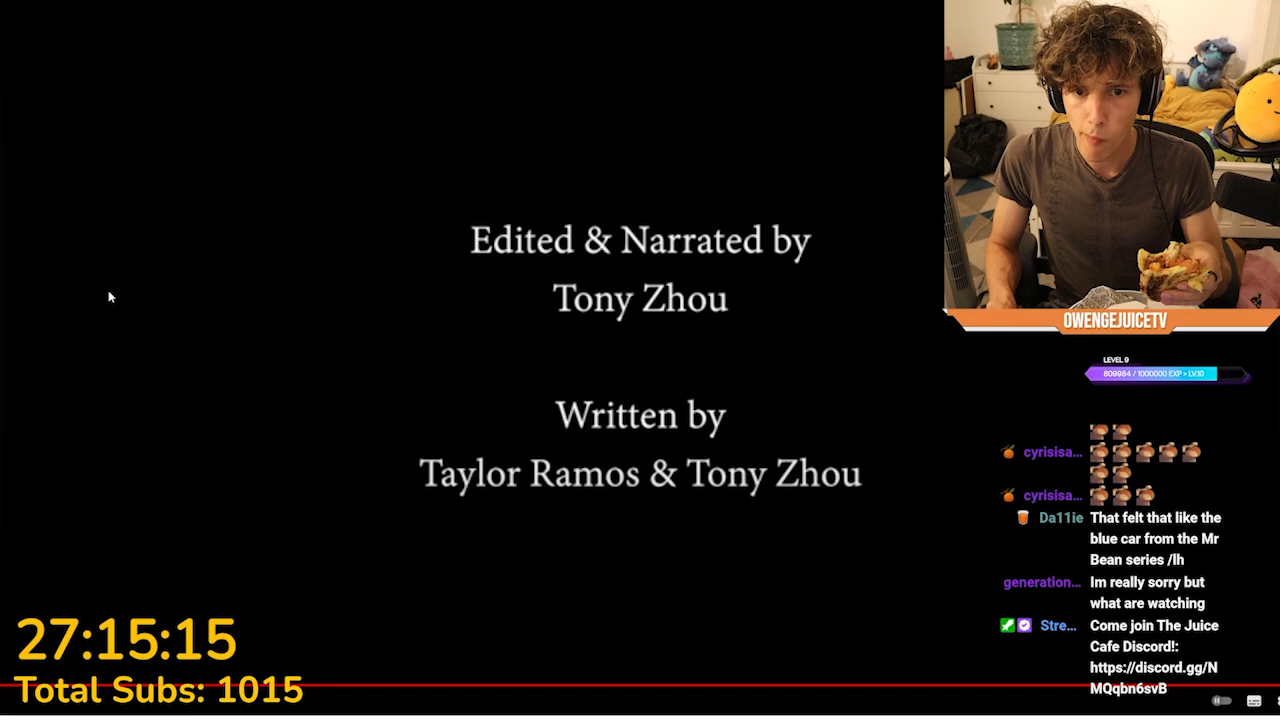 Edited & Narrated by
Tony Zhou
Written by
Taylor Ramos & Tony Zhou
OWENGEJUICETV
LEVEL 9
809984 / 1000000 EXP > LV.10
cyrisisa...
cyrisisa...
Da11ie That felt that like the
blue car from the Mr
Bean series /lh
generation... Im really sorry but
what are watching
Stre... Come join The Juice
Cafe Discord!:
https://discord.gg/N
MQqbn6svB
27:15:15
Total Subs: 1015